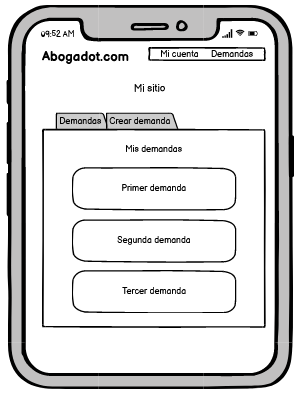 09:52 AM
Abogadot.com
Mi cuenta Demandas
Mi sitio
Demandas Crear demanda
Mis demandas
Primer demanda
Segunda demanda
Tercer demanda